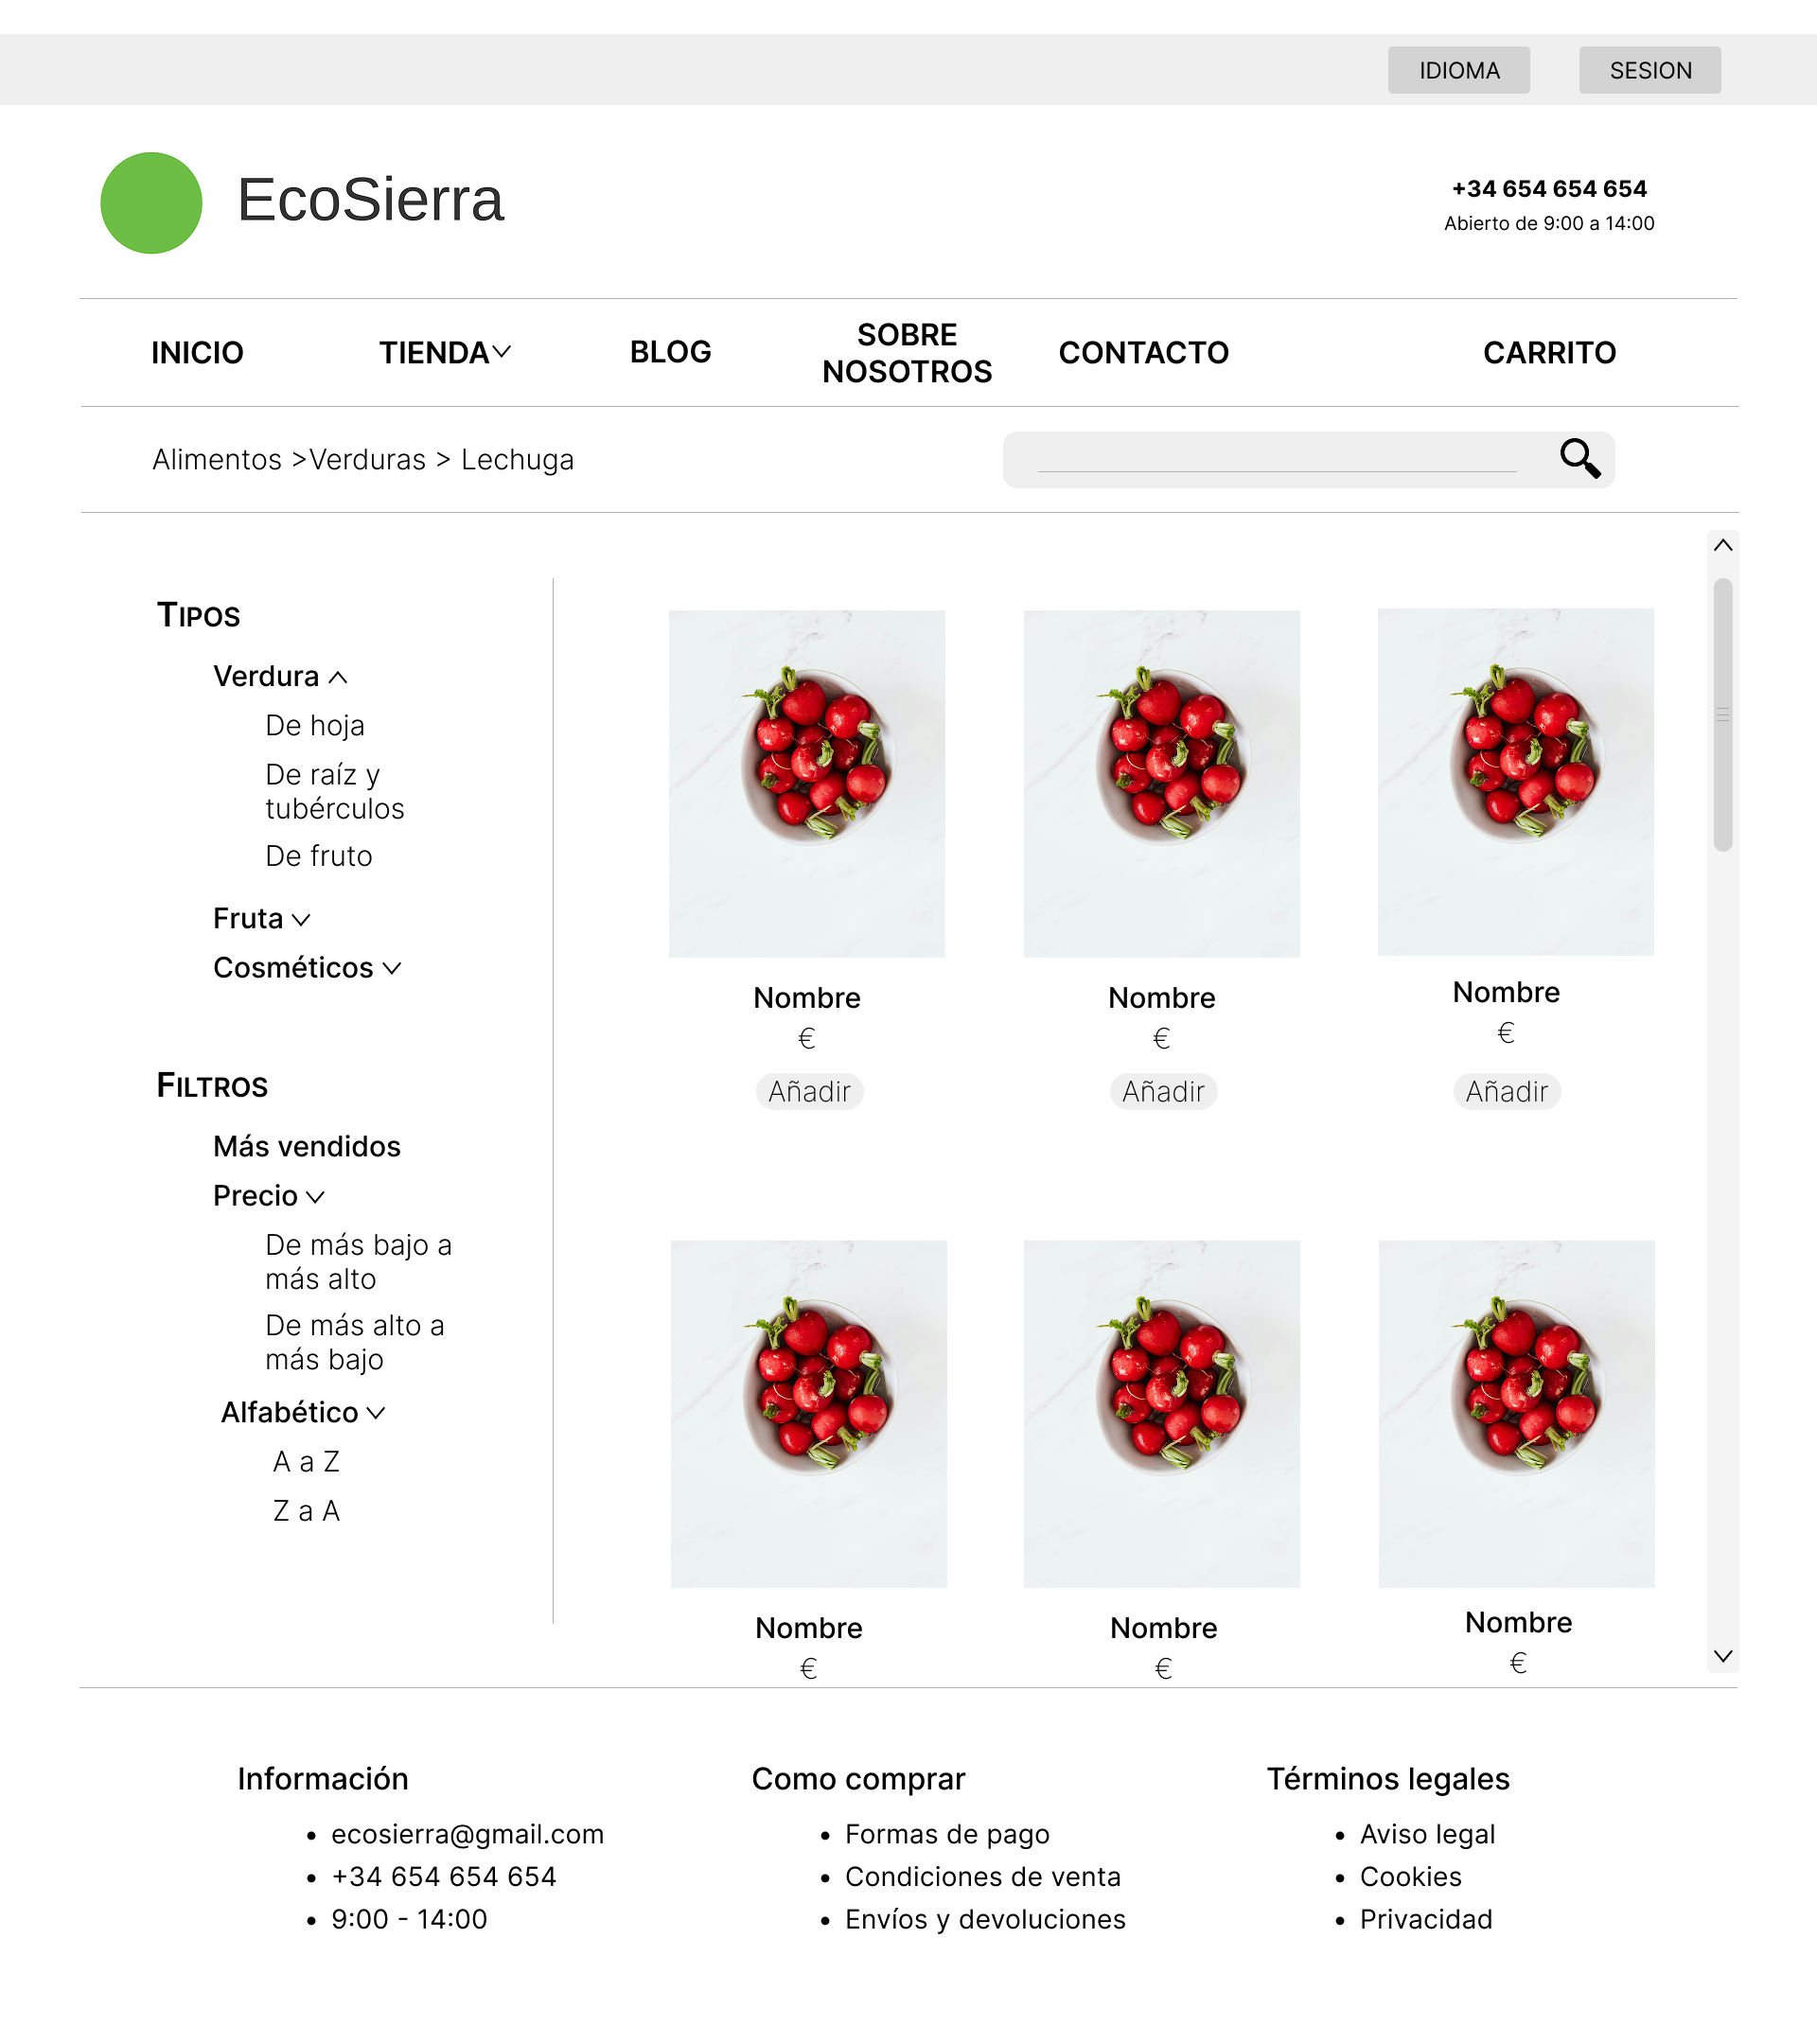 IDIOMA
SESION
EcoSierra
+34 654 654 654
Abierto de 9:00 a 14:00
INICIO
TIENDA
BLOG
SOBRE
NOSOTROS
CONTACTO
CARRITO
Alimentos >Verduras > Lechuga
TIPOS
Verdura
De hoja
De raíz y
tubérculos
De fruto
Fruta
Cosméticos
FILTROS
Más vendidos
Precio
De más bajo a
más alto
De más alto a
más bajo
Alfabético
A a Z
Z a A
Nombre
€
Añadir
Nombre
€
Añadir
Nombre
€
Añadir
Nombre
€
Nombre
€
Nombre
€
Información
• ecosierra@gmail.com
• +34 654 654 654
• 9:00 - 14:00
Como comprar
• Formas de pago
• Condiciones de venta
• Envíos y devoluciones
Términos legales
• Aviso legal
• Cookies
• Privacidad